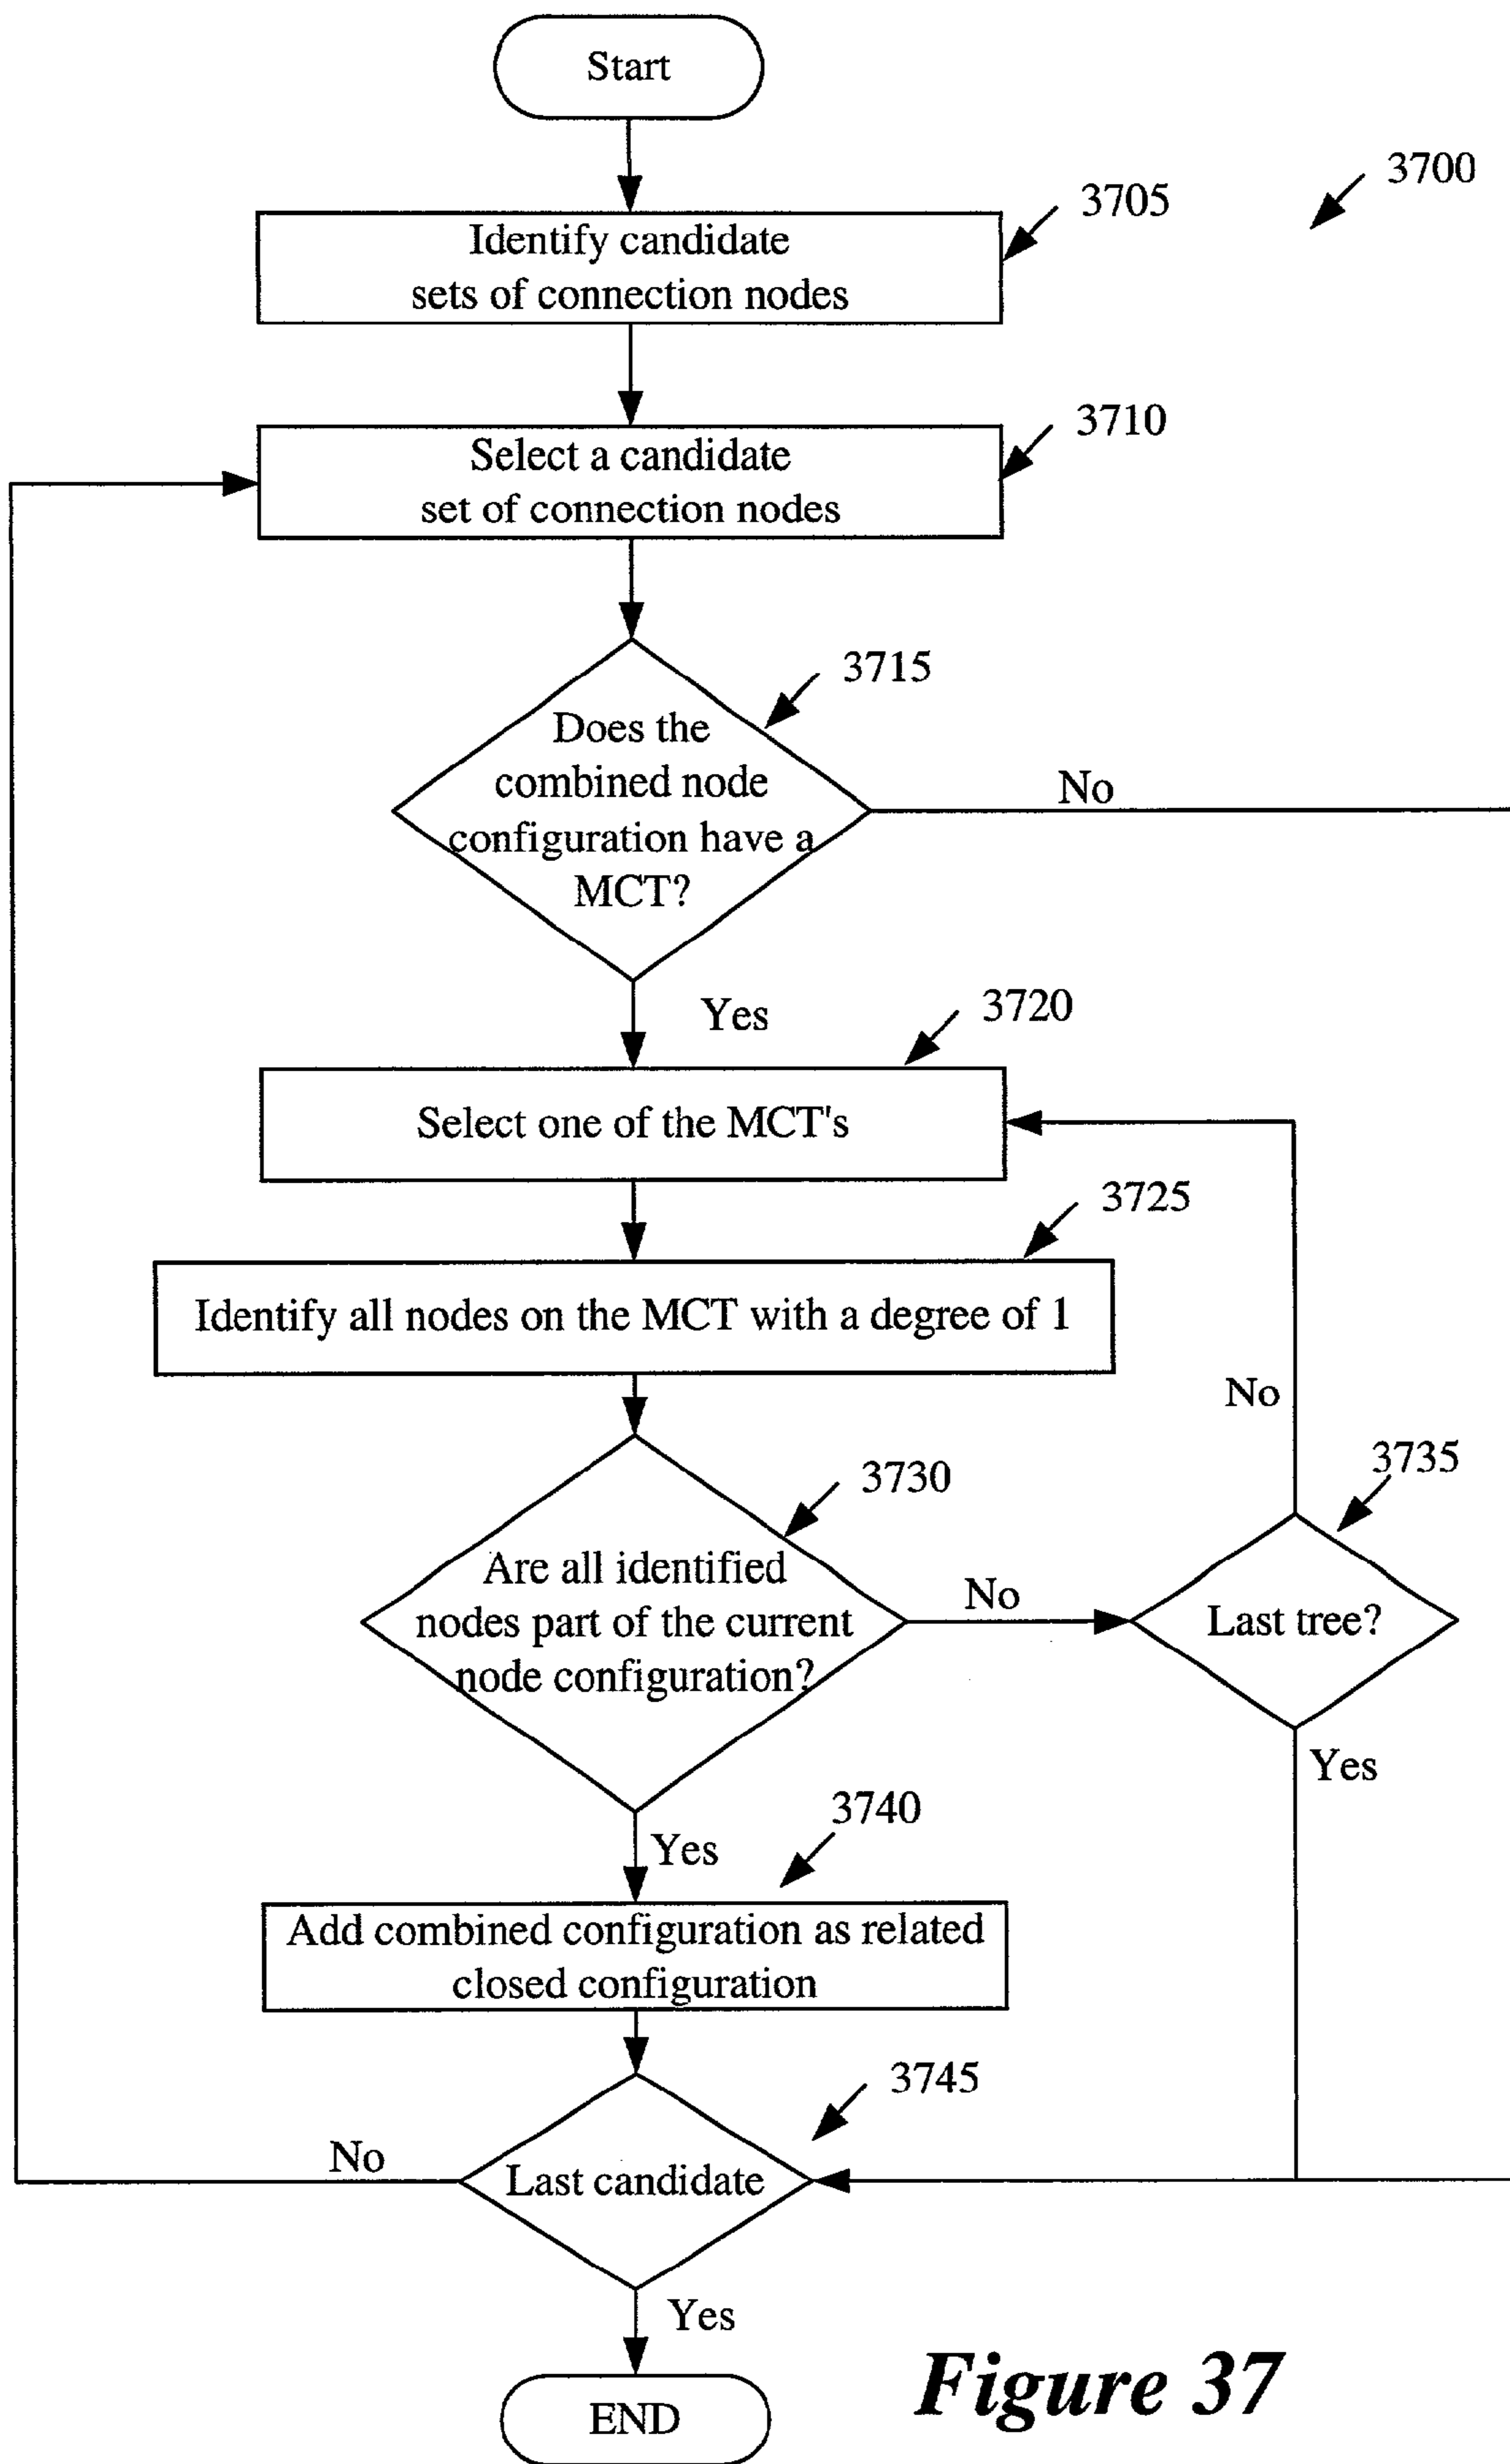 Start
3700
3705
Identify candidate
sets of connection nodes
3710
Select a candidate
set of connection nodes
3715
Does the
combined node
configuration have a
MCT?
No
Yes
3720
Select one of the MCT's
3725
Identify all nodes on the MCT with a degree of 1
No
3730
3735
Are all identified
nodes part of the current
node configuration?
No
Last tree?
Yes
3740
Yes
Add combined configuration as related
closed configuration
3745
No
Last candidate
Yes
END
Figure 37